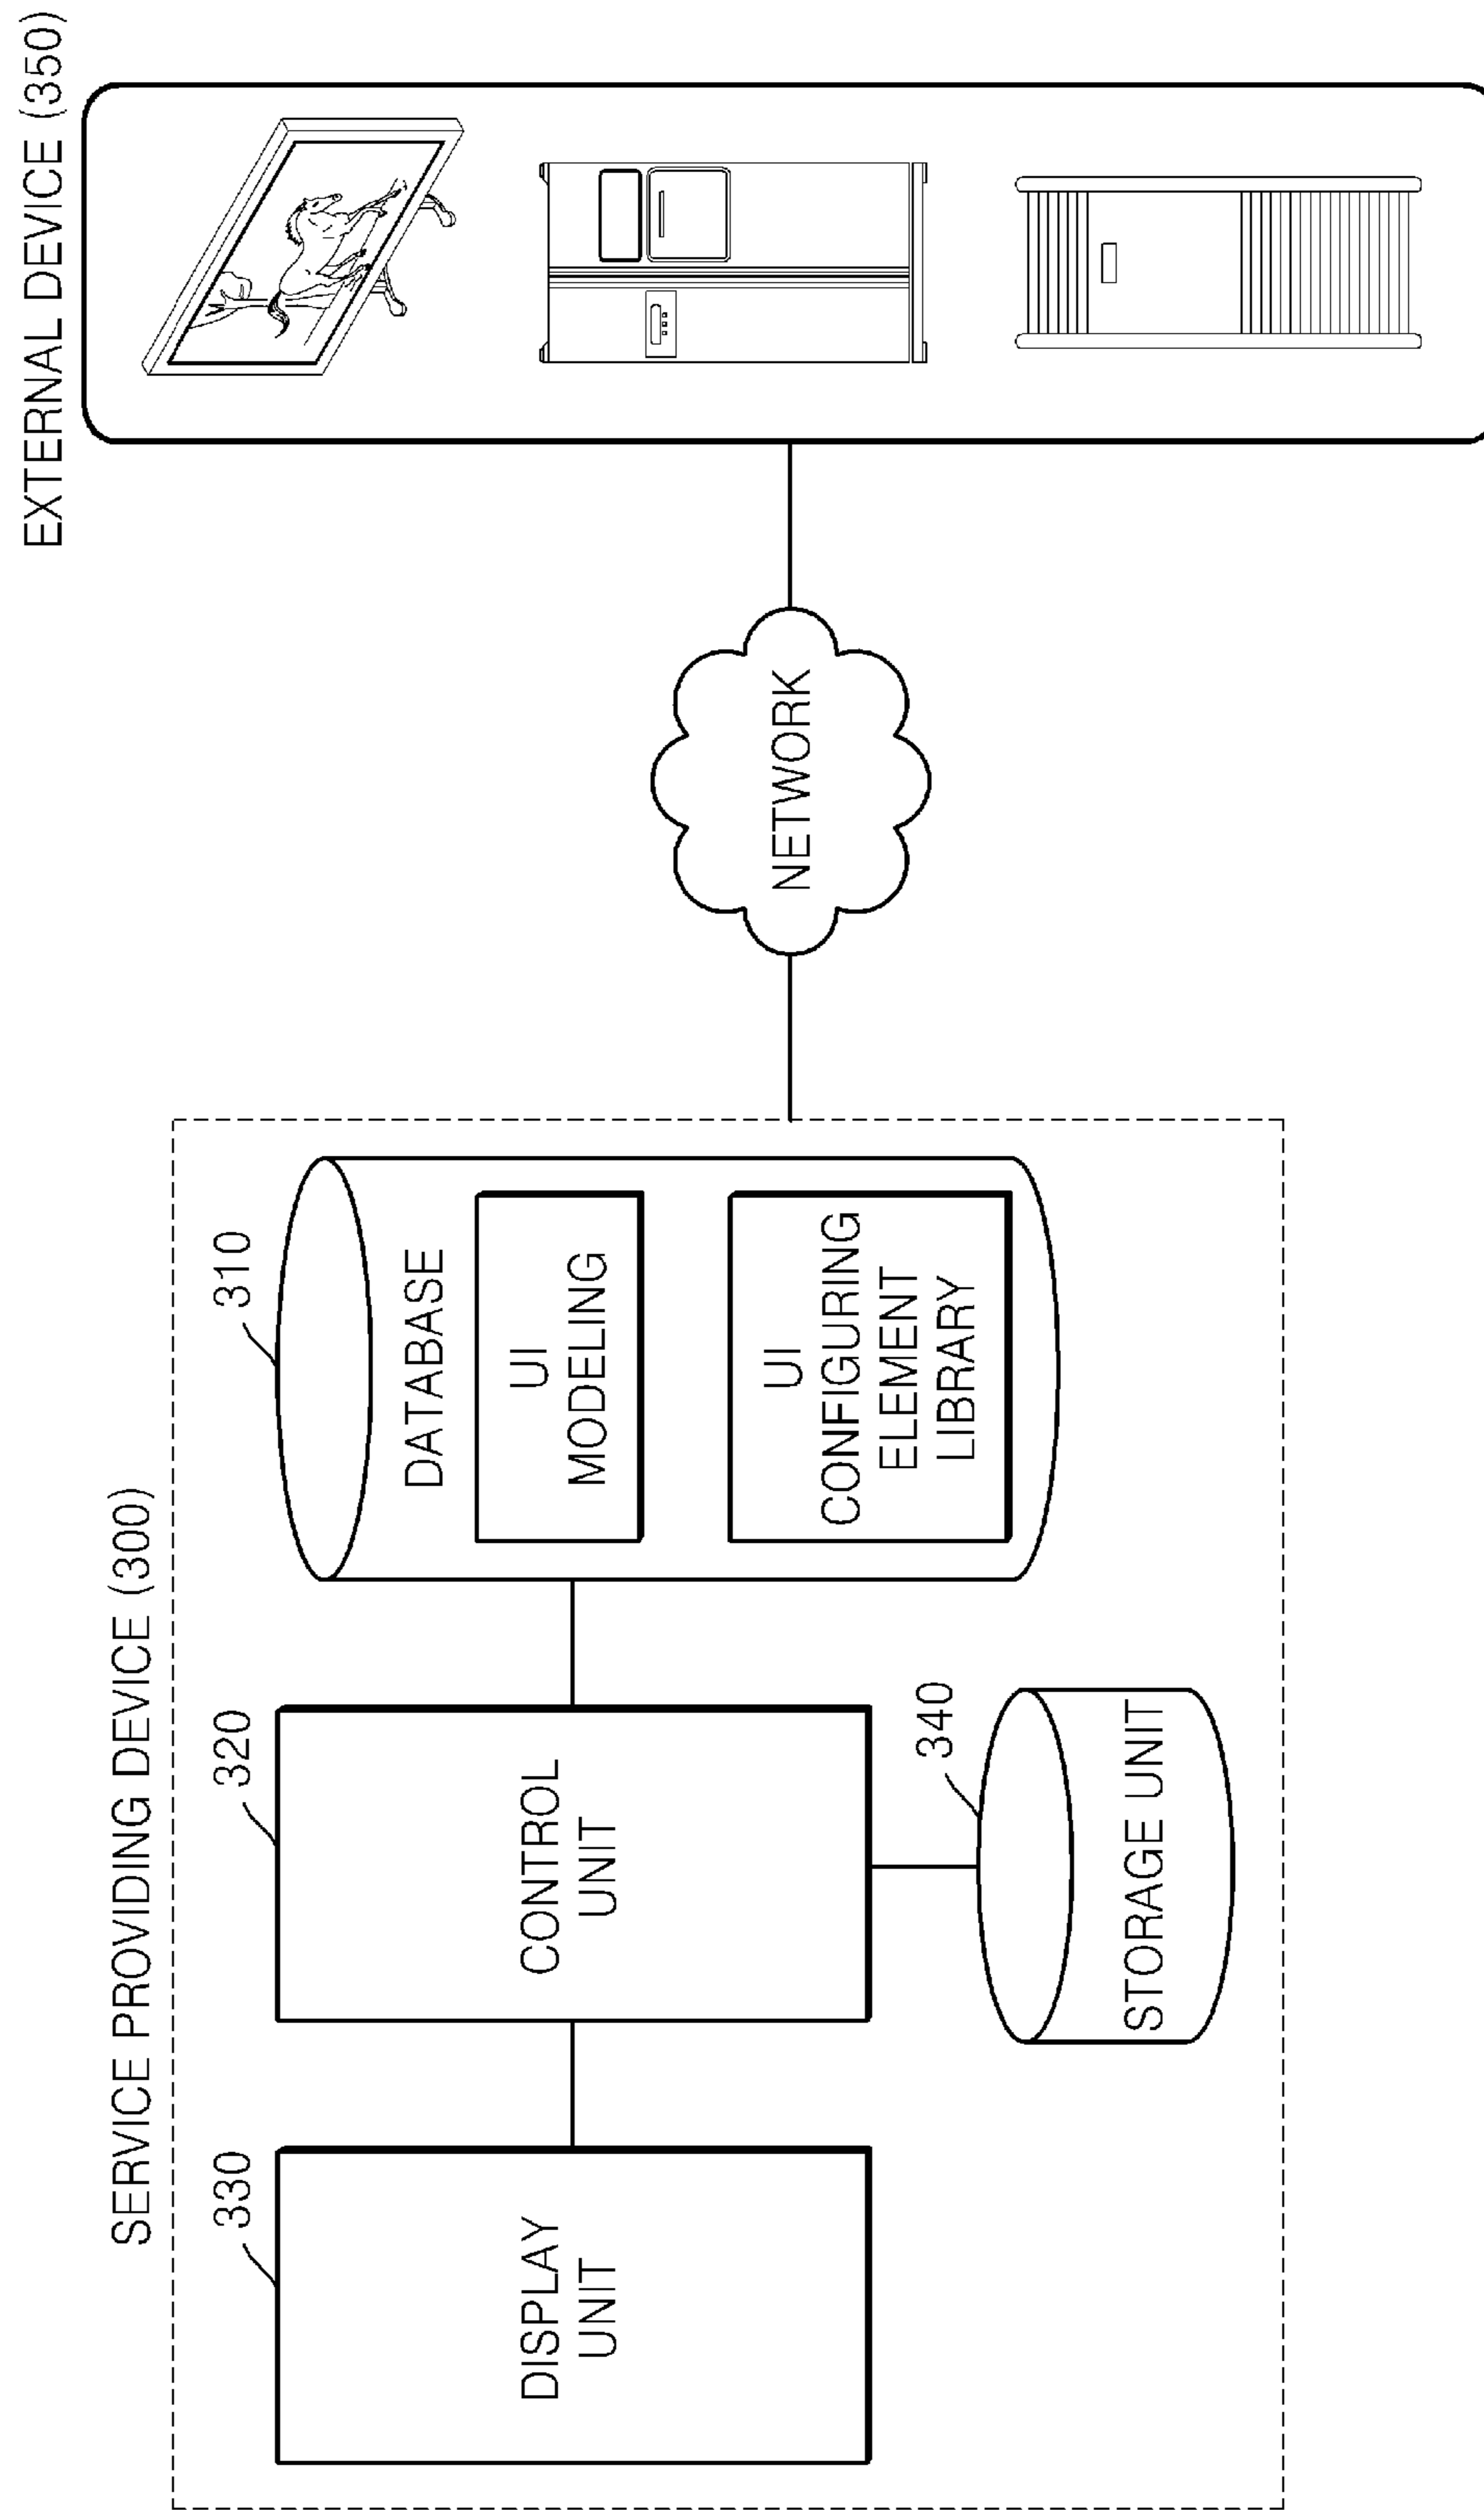 SERVICE PROVIDING DEVICE (300)
EXTERNAL DEVICE (350)
330
320
310
DISPLAY
UNIT
CONTROL
UNIT
DATABASE
UI
MODELING
UI
CONFIGURING
ELEMENT
LIBRARY
340
STORAGE UNIT
NETWORK